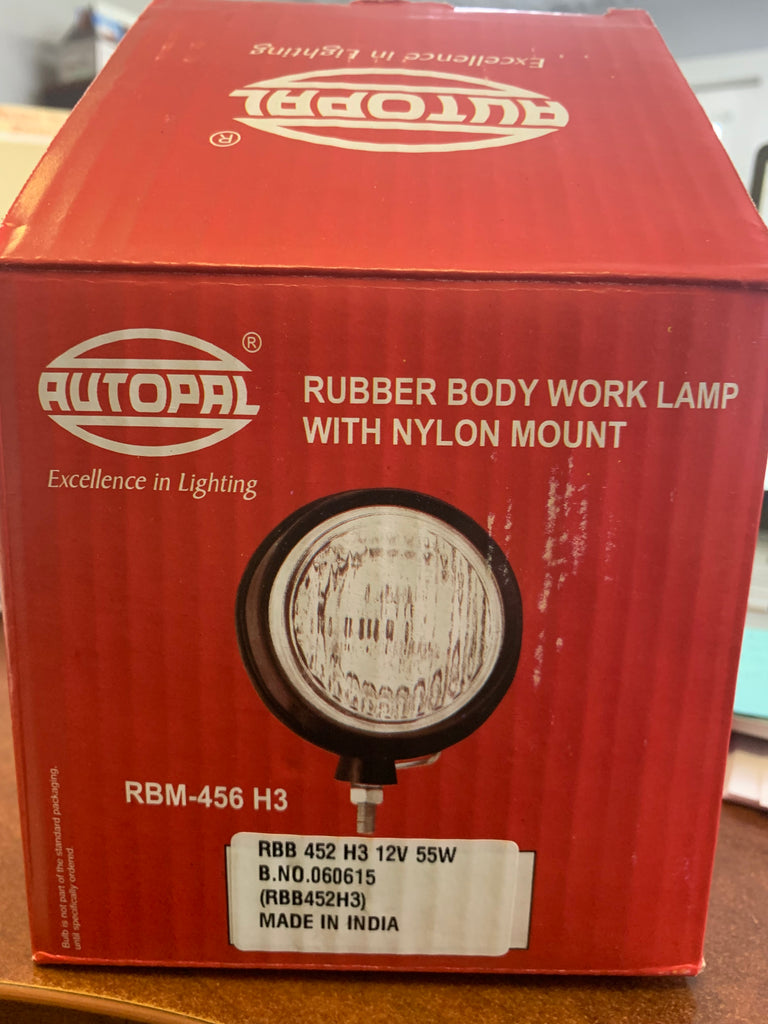 Excellence in Lighting
AUTOPAL
®
AUTOPAL ®
RUBBER BODY WORK LAMP
WITH NYLON MOUNT
Excellence in Lighting
RBM-456 H3
Bulb is not part of the standard packaging.
until specifically ordered.
RBB 452 H3 12V 55W
B.NO.060615
(RBB452H3)
MADE IN INDIA